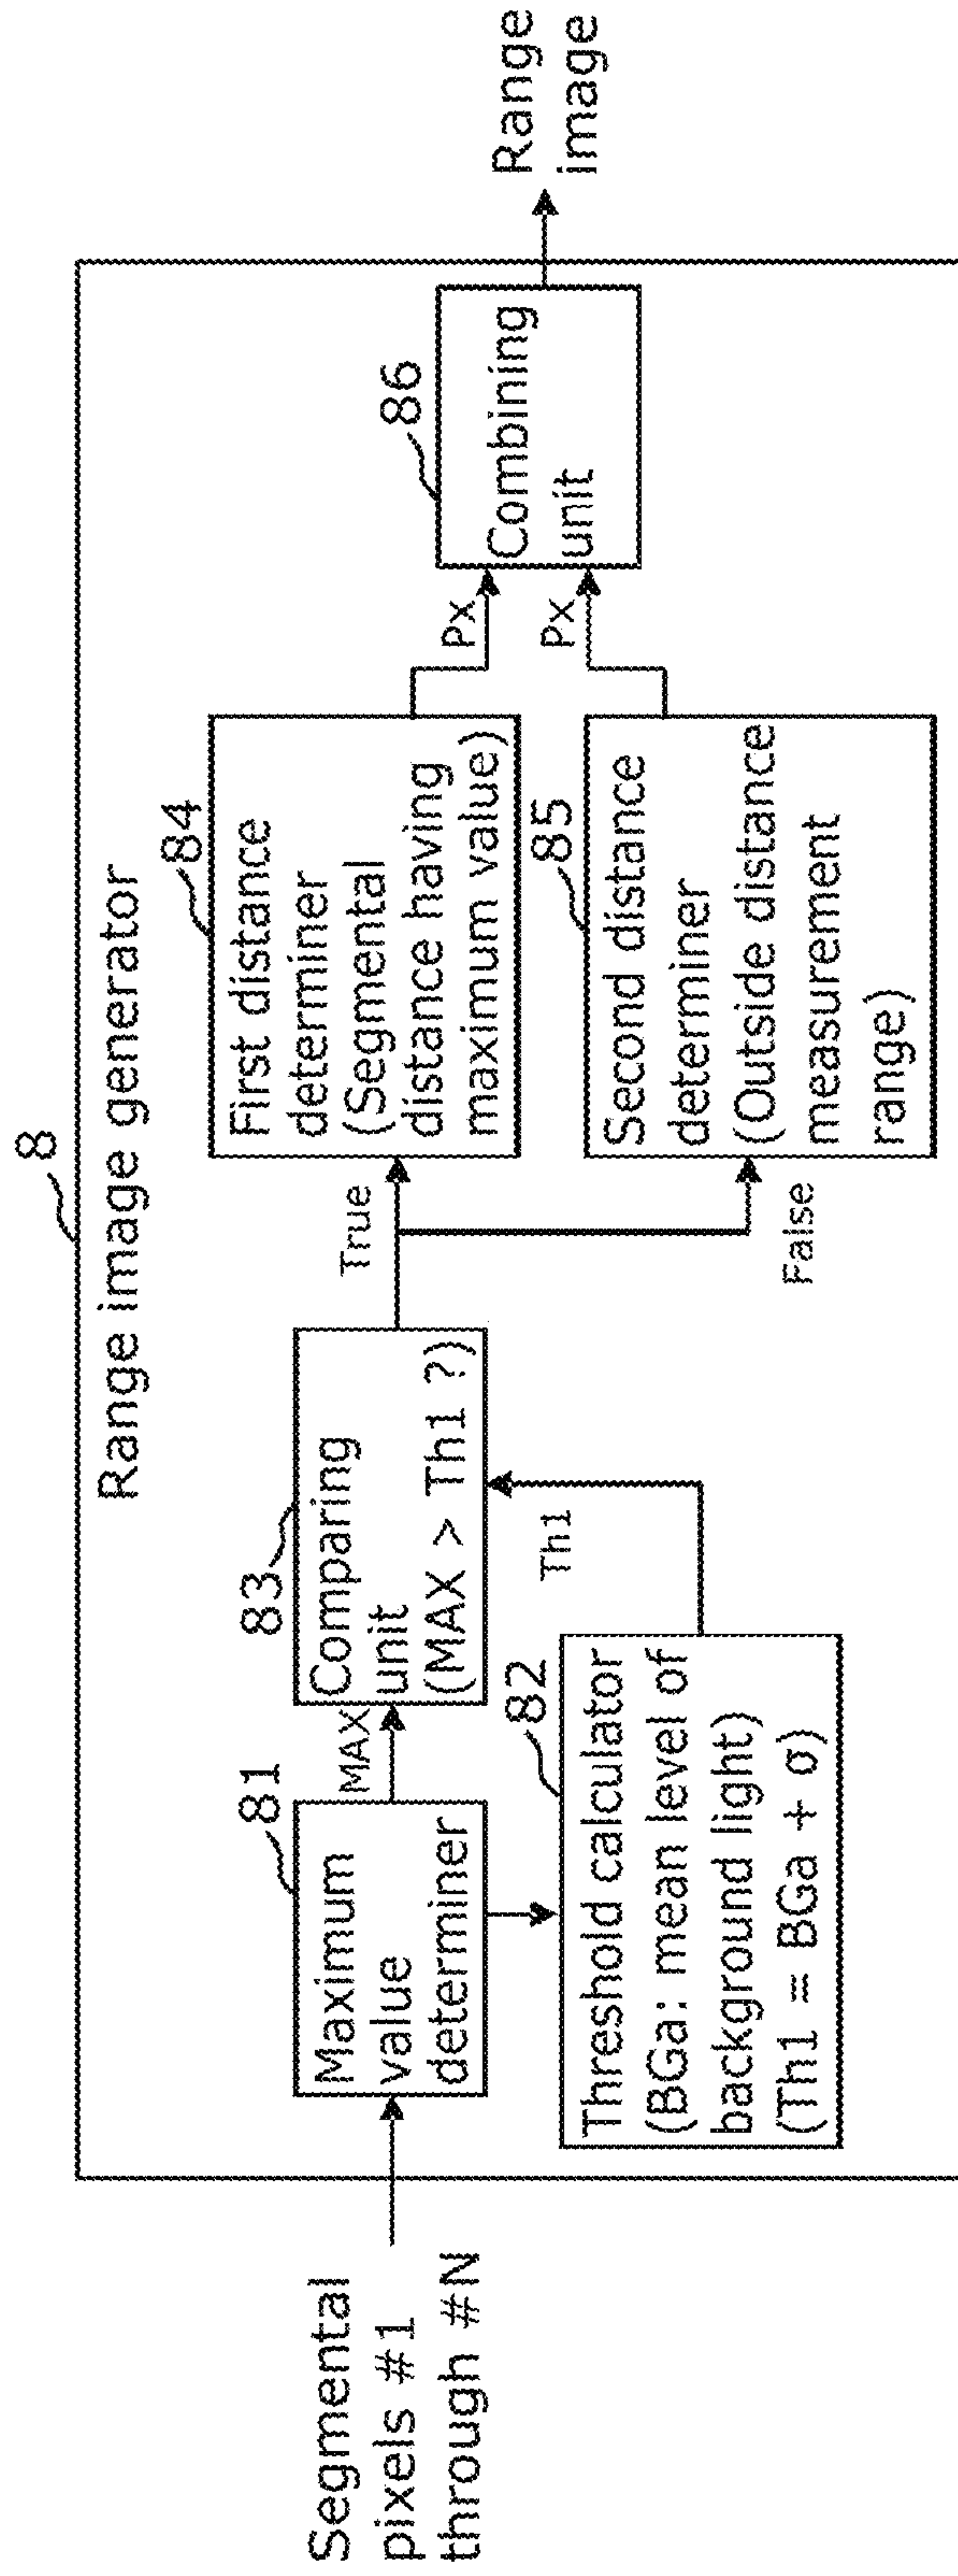 8
Range image generator
Segmental
pixels #1
through #N
81
Maximum
value
determiner
MAX
82
Threshold calculator
(BGa: mean level of
background light)
(Th1 = BGa + σ)
Th1
83
Comparing
unit
(MAX > Th1 ?)
True
False
84
First distance
determiner
(Segmental
distance having
maximum value)
85
Second distance
determiner
(Outside distance
measurement
range)
Px
Px
86
Combining
unit
Range
image